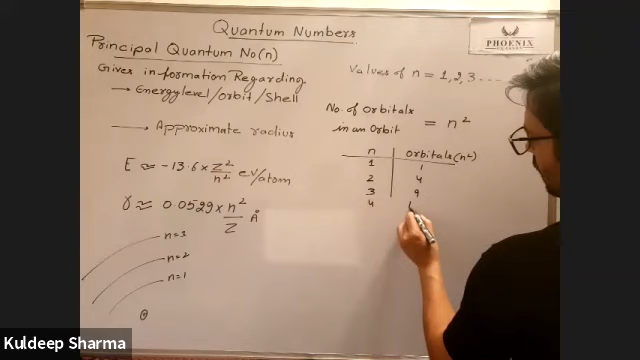 Quantum Numbers
Principal Quantum No(n)
Gives information Regarding
→ Energy level/Orbit/Shell
→ Approximate radius
E ≈ -13.6 × Z²/n² ev/atom
r ≈ 0.0529 × n²/Z Å
n=3
n=2
n=1
PHOENIX
Values of n = 1,2,3....
No. of Orbitals
in an Orbit = n²
n Orbitals(n²)
1 1
2 4
3 9
4 1
Kuldeep Sharma